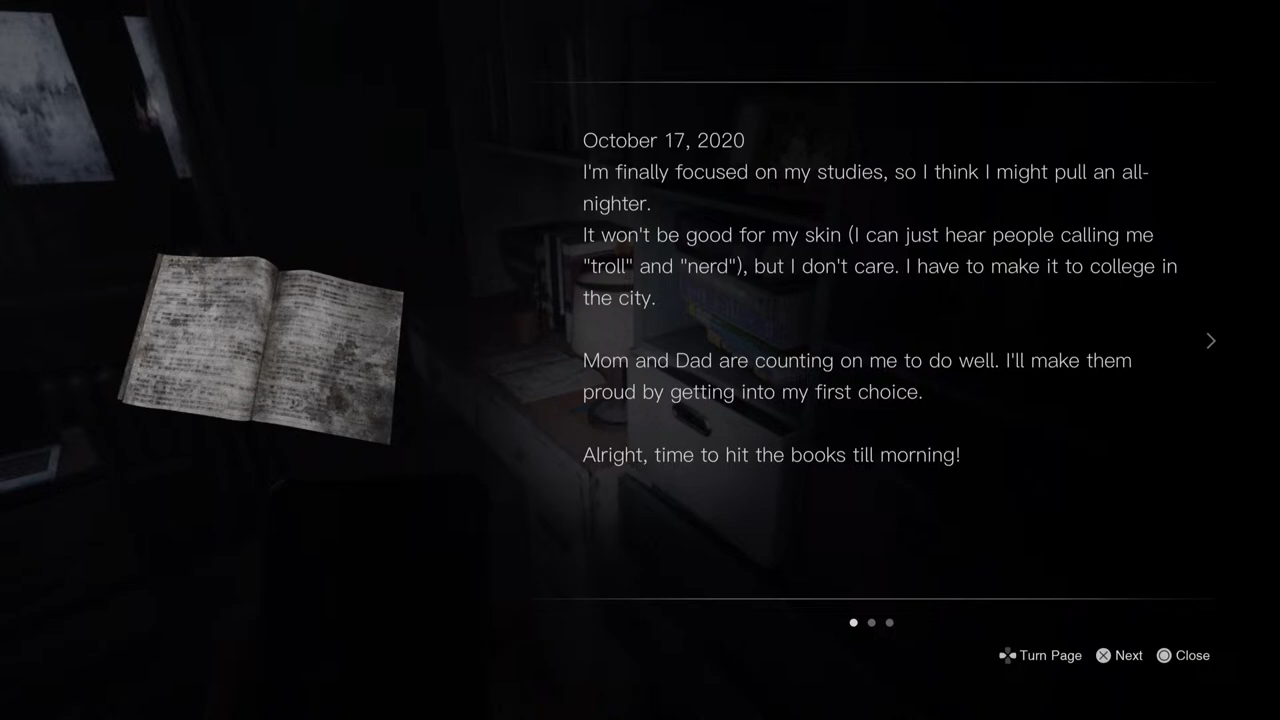 October 17, 2020
I'm finally focused on my studies, so I think I might pull an all-
nighter.
It won't be good for my skin (I can just hear people calling me
"troll" and "nerd"), but I don't care. I have to make it to college in
the city.
Mom and Dad are counting on me to do well. I'll make them
proud by getting into my first choice.
Alright, time to hit the books till morning!
Turn Page Next Close